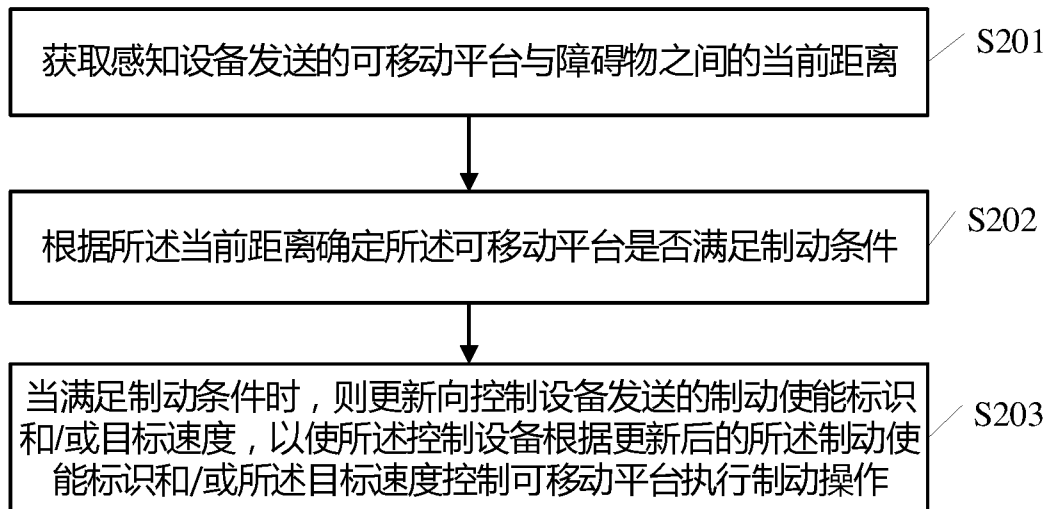 获取感知设备发送的可移动平台与障碍物之间的当前距离
S201
根据所述当前距离确定所述可移动平台是否满足制动条件
S202
当满足制动条件时，则更新向控制设备发送的制动使能标识
和/或目标速度，以使所述控制设备根据更新后的所述制动使
能标识和/或所述目标速度控制可移动平台执行制动操作
S203